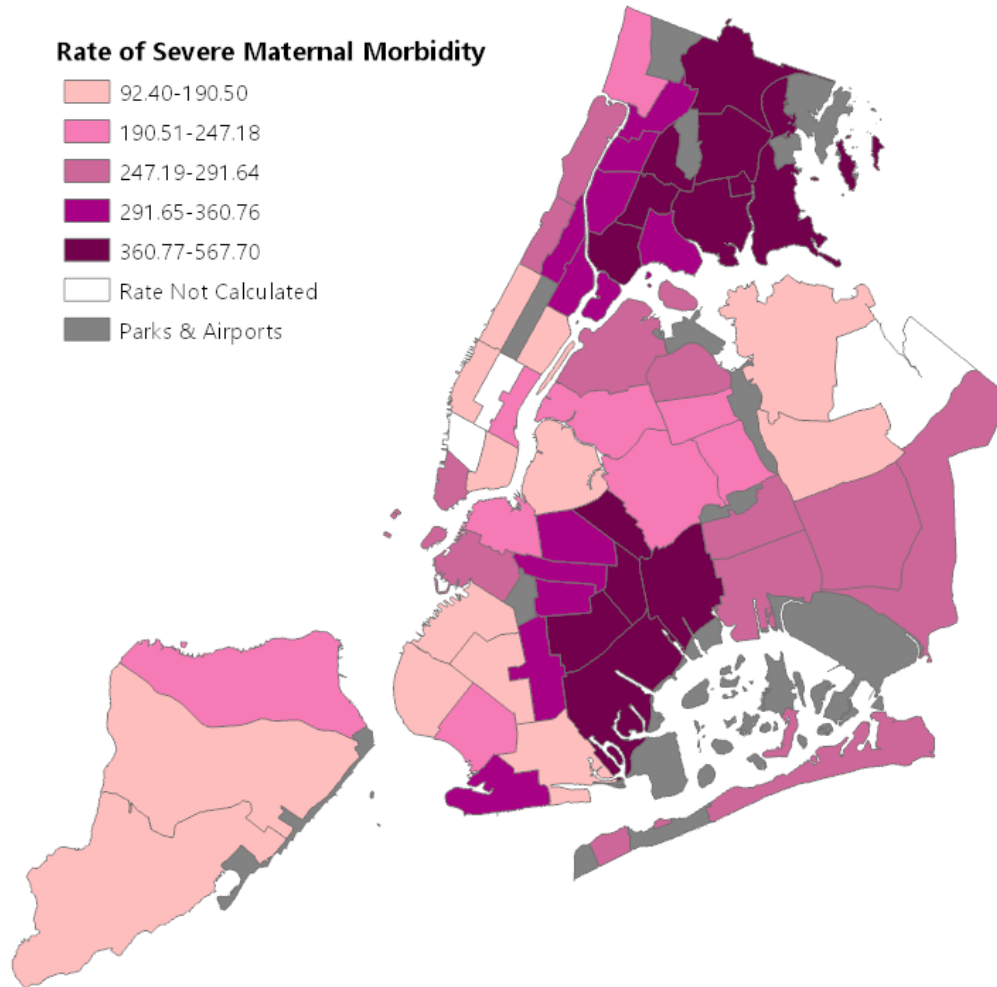 Rate of Severe Maternal Morbidity
92.40-190.50
190.51-247.18
247.19-291.64
291.65-360.76
360.77-567.70
Rate Not Calculated
Parks & Airports